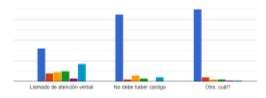 Llamado de atención verbal
No debe haber castigo
Otro, cuál?